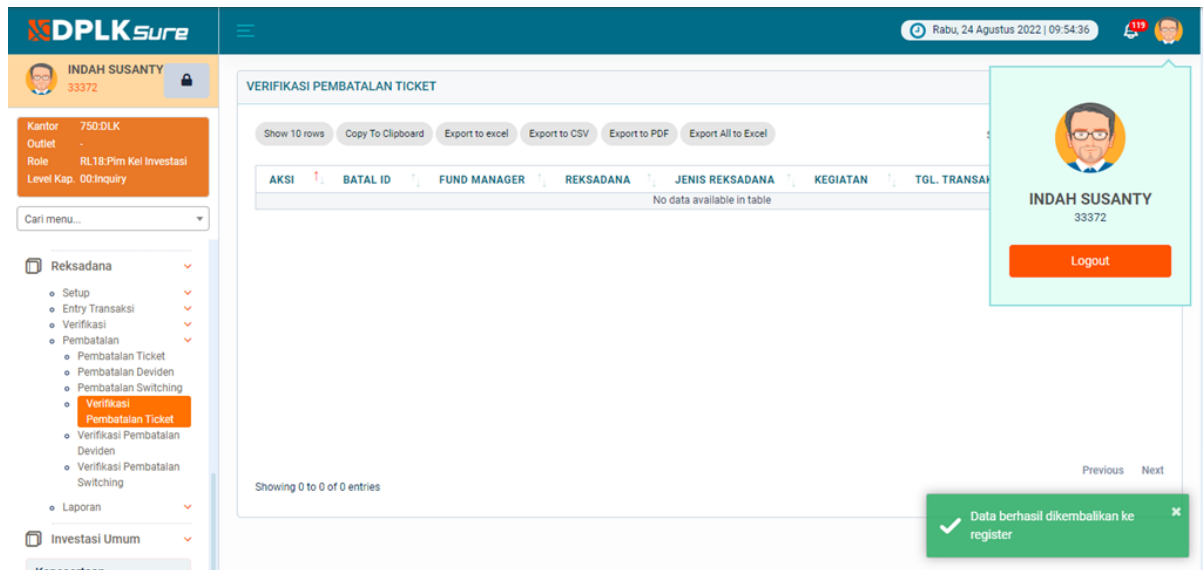 DPLKSure
Rabu, 24 Agustus 2022 | 09:54:36
119
INDAH SUSANTY
33372
Kantor 750:DLK
Outlet -
Role RL18:Pim Kel Investasi
Level Kap. 00:Inquiry
Cari menu...
Reksadana
Setup
Entry Transaksi
Verifikasi
Pembatalan
Pembatalan Ticket
Pembatalan Deviden
Pembatalan Switching
Verifikasi
Pembatalan Ticket
Verifikasi Pembatalan
Deviden
Verifikasi Pembatalan
Switching
Laporan
Investasi Umum
VERIFIKASI PEMBATALAN TICKET
Show 10 rows Copy To Clipboard Export to excel Export to CSV Export to PDF Export All to Excel
AKSI BATAL ID FUND MANAGER REKSADANA JENIS REKSADANA KEGIATAN TGL. TRANSAK
No data available in table
Showing 0 to 0 of 0 entries
Previous Next
INDAH SUSANTY
33372
Logout
Data berhasil dikembalikan ke
register